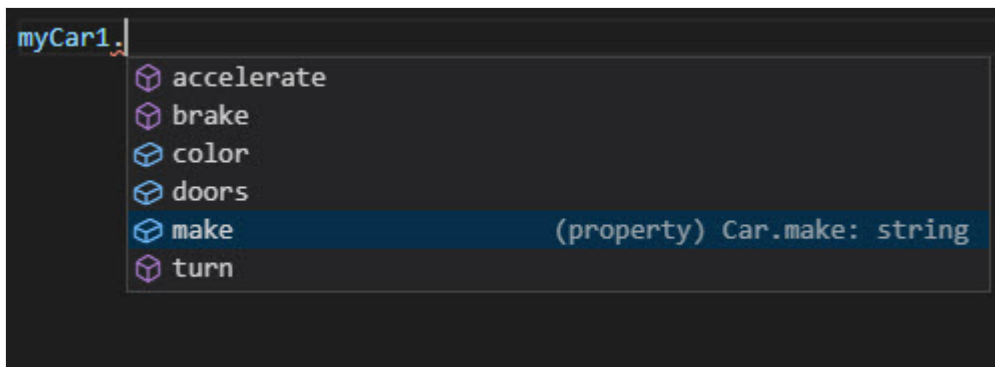 myCar1.
accelerate
brake
color
doors
make (property) Car.make: string
turn